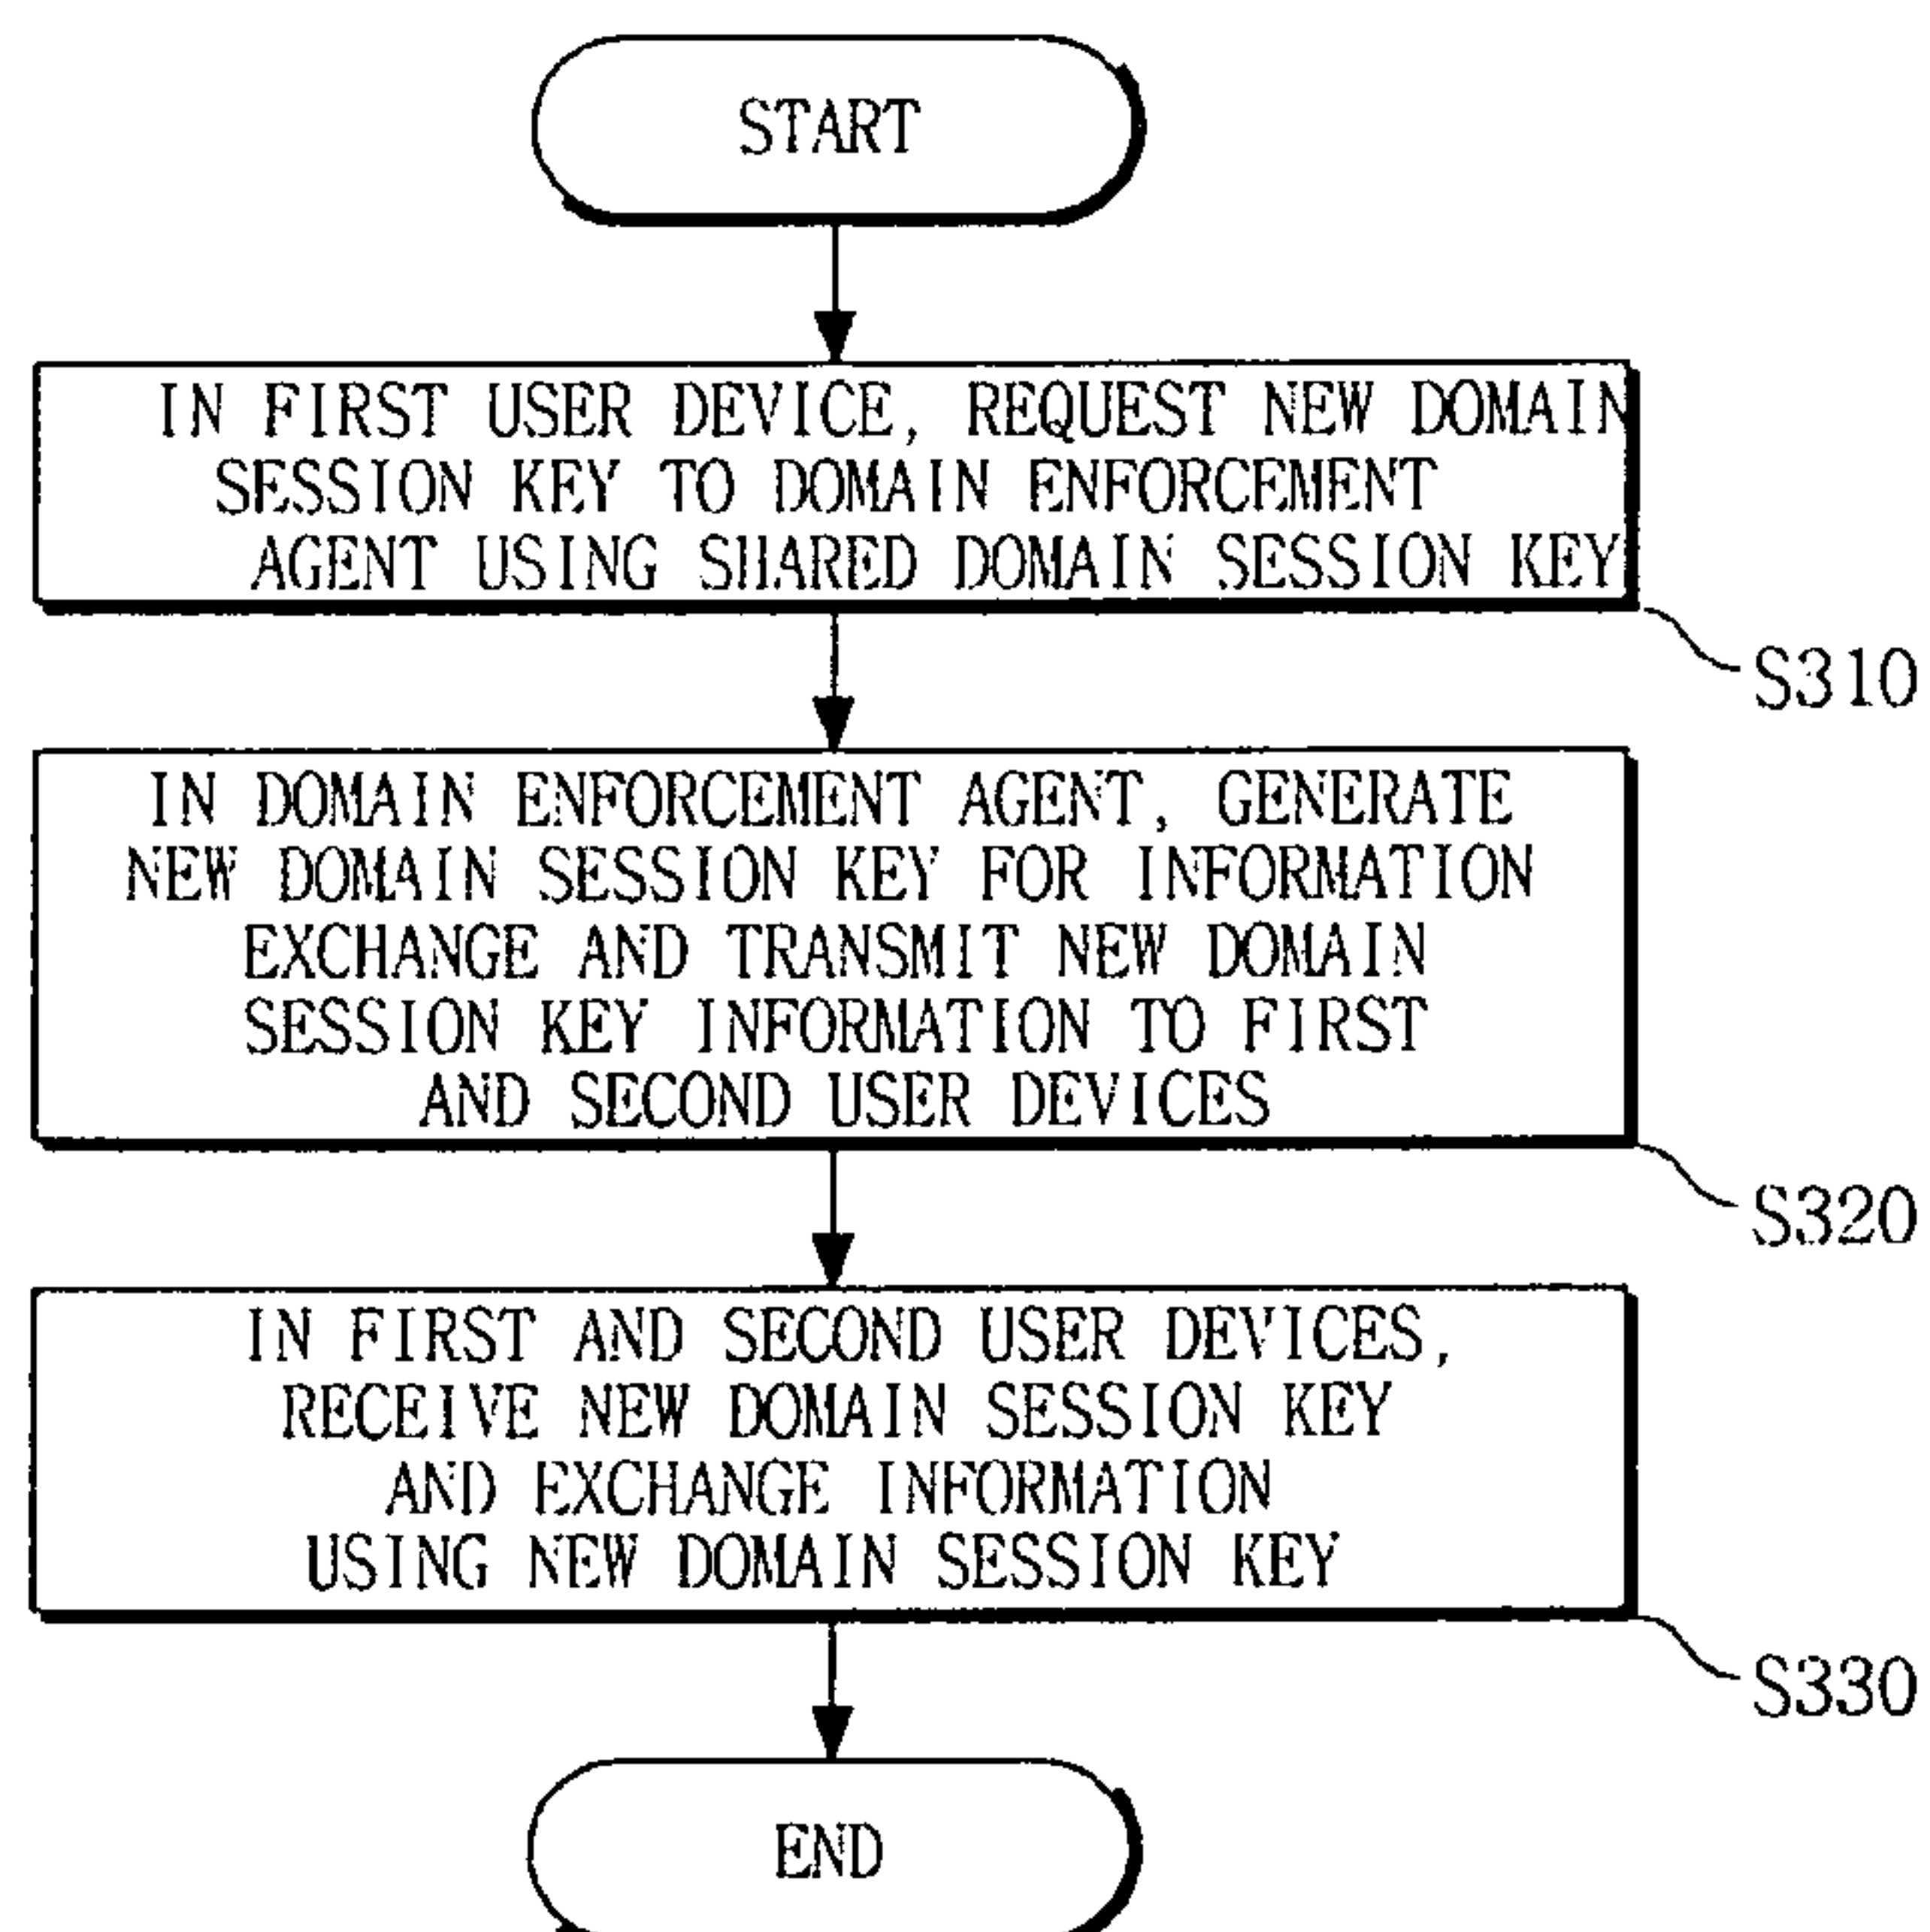 START
IN FIRST USER DEVICE, REQUEST NEW DOMAIN
SESSION KEY TO DOMAIN ENFORCEMENT
AGENT USING SHARED DOMAIN SESSION KEY
S310
IN DOMAIN ENFORCEMENT AGENT, GENERATE
NEW DOMAIN SESSION KEY FOR INFORMATION
EXCHANGE AND TRANSMIT NEW DOMAIN
SESSION KEY INFORMATION TO FIRST
AND SECOND USER DEVICES
S320
IN FIRST AND SECOND USER DEVICES,
RECEIVE NEW DOMAIN SESSION KEY
AND EXCHANGE INFORMATION
USING NEW DOMAIN SESSION KEY
S330
END